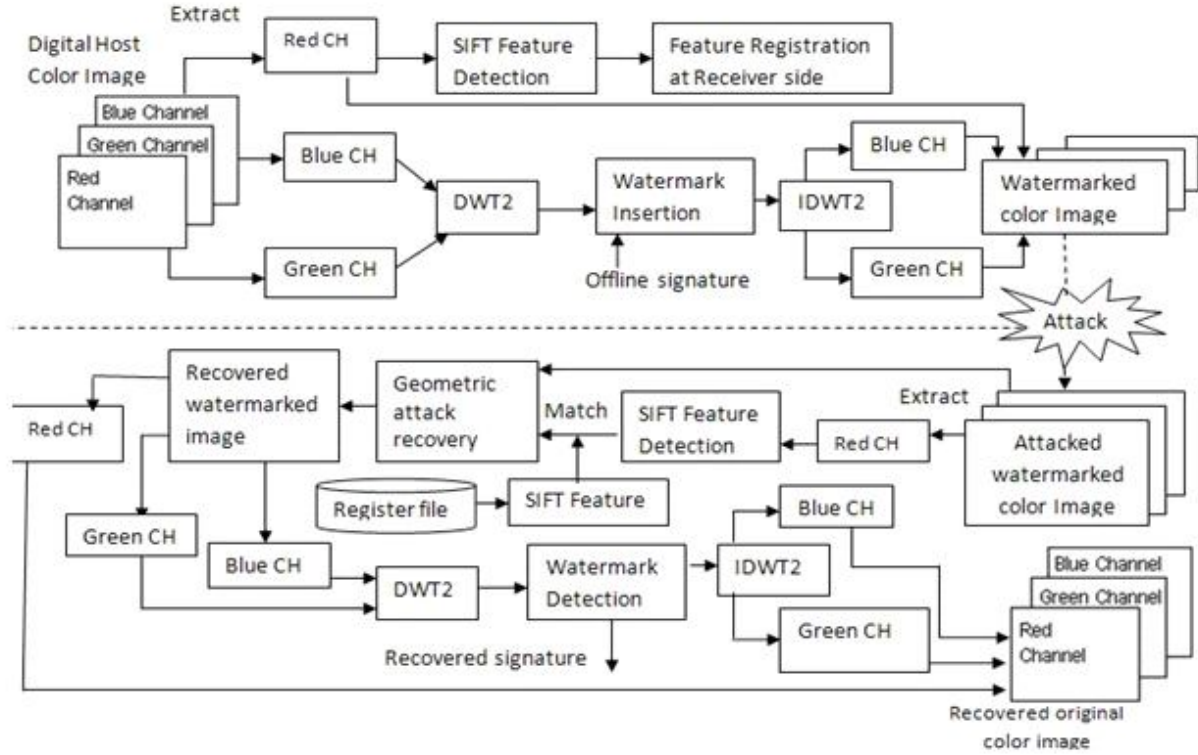 Extract
Digital Host
Color Image
Red CH
SIFT Feature
Detection
Feature Registration
at Receiver side
Blue Channel
Green Channel
Red
Channel
Blue CH
Green CH
DWT2
Watermark
Insertion
Offline signature
IDWT2
Blue CH
Green CH
Watermarked
color Image
Attack
Recovered
watermarked
image
Geometric
attack
recovery
Match
SIFT Feature
Detection
Extract
Red CH
Attacked
watermarked
color Image
Red CH
Register file
SIFT Feature
Green CH
Blue CH
DWT2
Watermark
Detection
Recovered signature
IDWT2
Blue CH
Green CH
Blue Channel
Green Channel
Red
Channel
Recovered original
color image